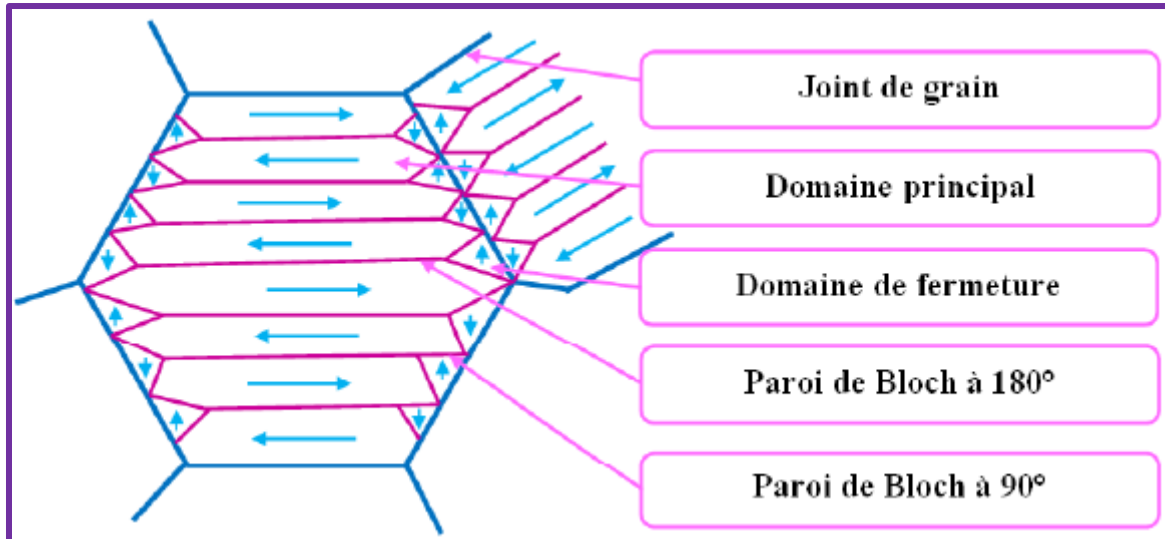 Joint de grain
Domaine principal
Domaine de fermeture
Paroi de Bloch à 180°
Paroi de Bloch à 90°